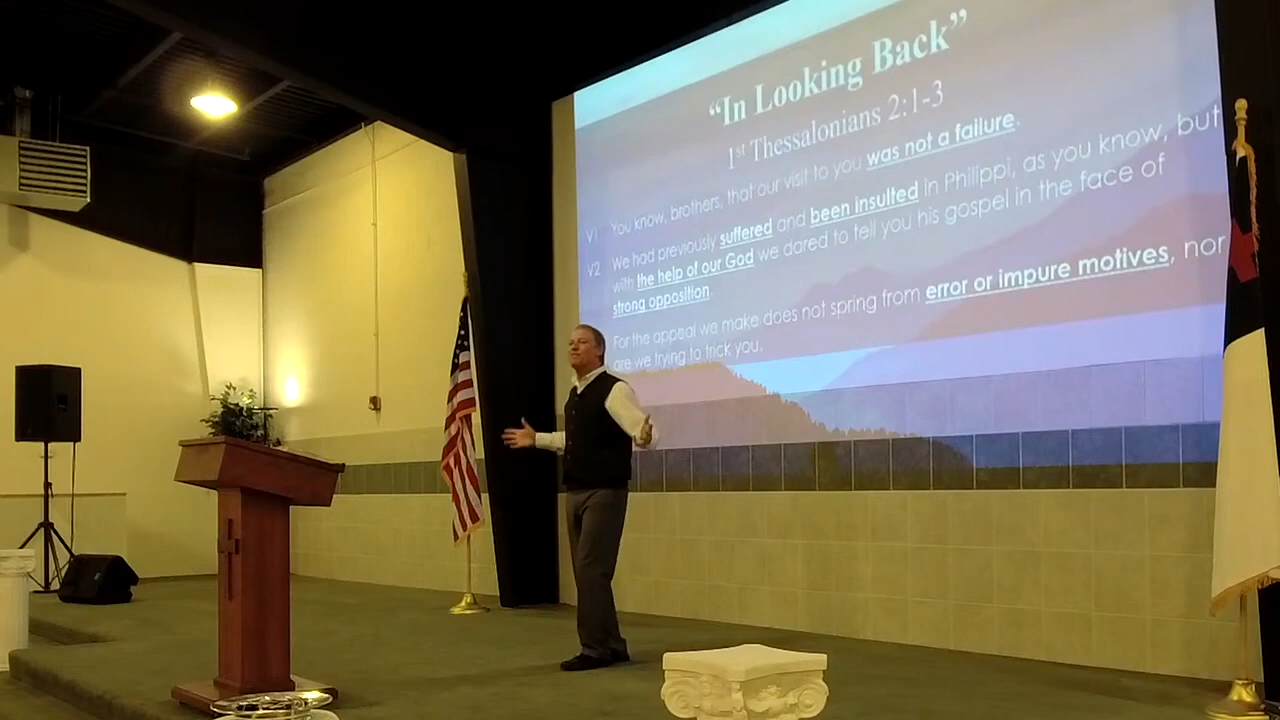 “In Looking Back”
1st Thessalonians 2:1-3
V1 You know, brothers, that our visit to you was not a failure.
V2 We had previously suffered and been insulted in Philippi, as you know, but
with the help of our God we dared to tell you his gospel in the face of
strong opposition.
For the appeal we make does not spring from error or impure motives, nor
are we trying to trick you.